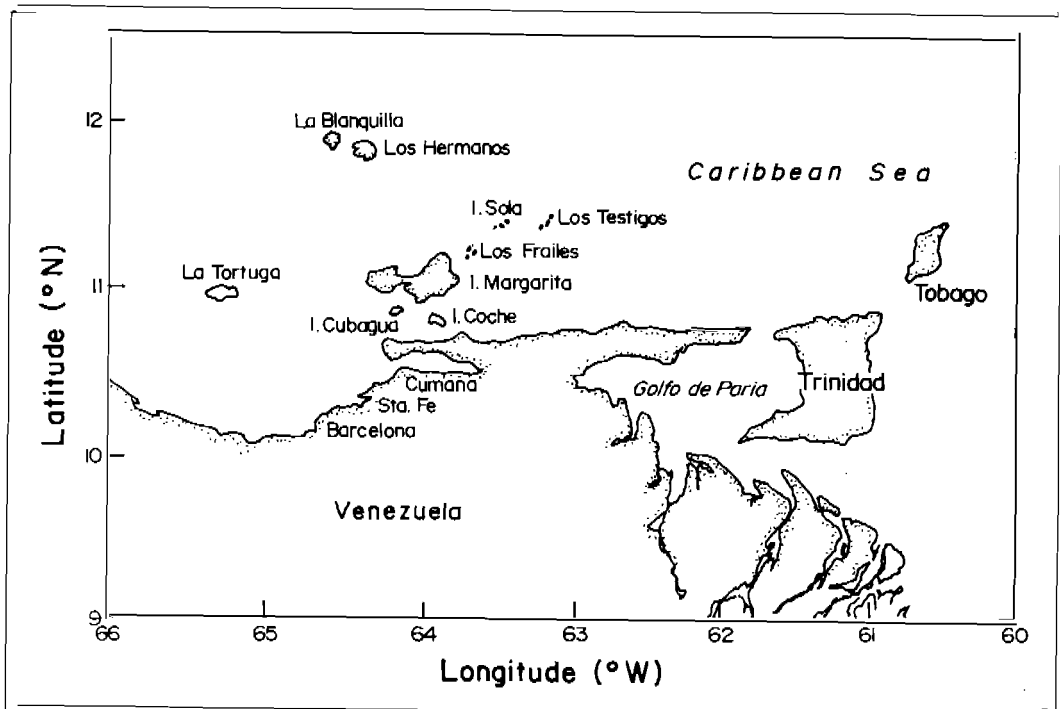 12
La Blanquilla
Los Hermanos
Caribbean Sea
I. Sola
Los Testigos
Los Frailes
La Tortuga
11
I. Margarita
Tobago
I. Cubagua
I. Coche
Cumana
Golfo de Paria
Trinidad
Sta. Fe
Barcelona
10
Venezuela
9
66
65
64
63
62
61
60
Latitude (°N)
Longitude (°W)